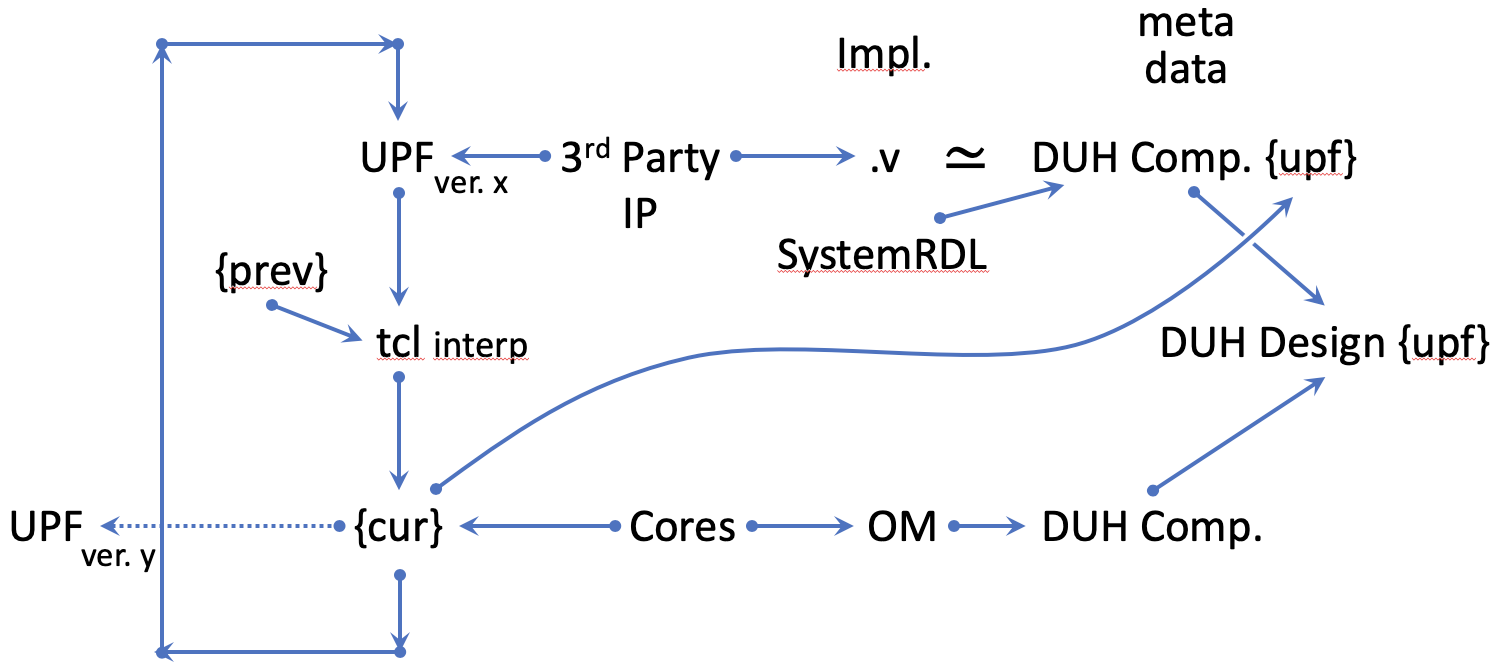 meta
data
Impl.
UPF ver. x
3rd Party
IP
.v ≃ DUH Comp. {upf}
SystemRDL
{prev}
tcl interp
DUH Design {upf}
UPF ver. y
{cur}
Cores
OM
DUH Comp.